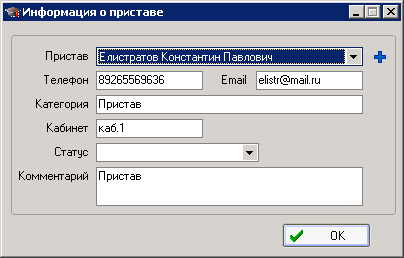 Информация о приставе
Пристав Елистратов Константин Павлович
Телефон 89265569636 Email elistr@mail.ru
Категория Пристав
Кабинет каб.1
Статус
Комментарий Пристав
OK